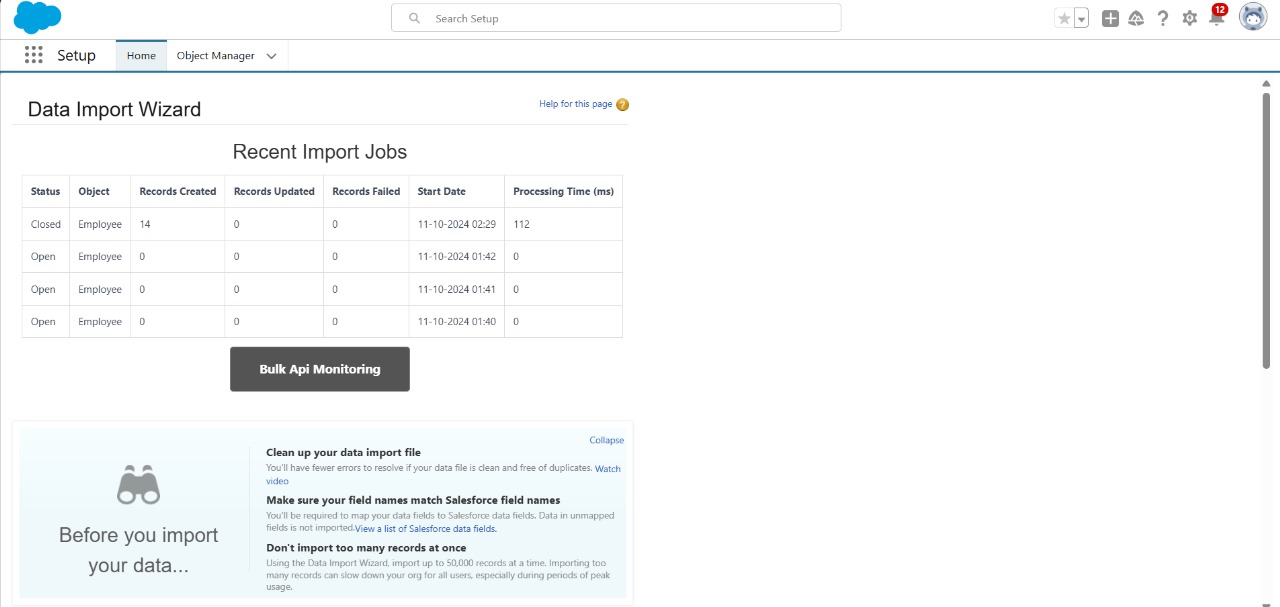 Search Setup
12
Setup
Home
Object Manager
Data Import Wizard
Help for this page ?
Recent Import Jobs
Status Object Records Created Records Updated Records Failed Start Date Processing Time (ms)
Closed Employee 14 0 0 11-10-2024 02:29 112
Open Employee 0 0 0 11-10-2024 01:42 0
Open Employee 0 0 0 11-10-2024 01:41 0
Open Employee 0 0 0 11-10-2024 01:40 0
Bulk Api Monitoring
Collapse
Before you import
your data...
Clean up your data import file
You'll have fewer errors to resolve if your data file is clean and free of duplicates. Watch
video
Make sure your field names match Salesforce field names
You'll be required to map your data fields to Salesforce data fields. Data in unmapped
fields is not imported.View a list of Salesforce data fields.
Don't import too many records at once
Using the Data Import Wizard, import up to 50,000 records at a time. Importing too
many records can slow down your org for all users, especially during periods of peak
usage.